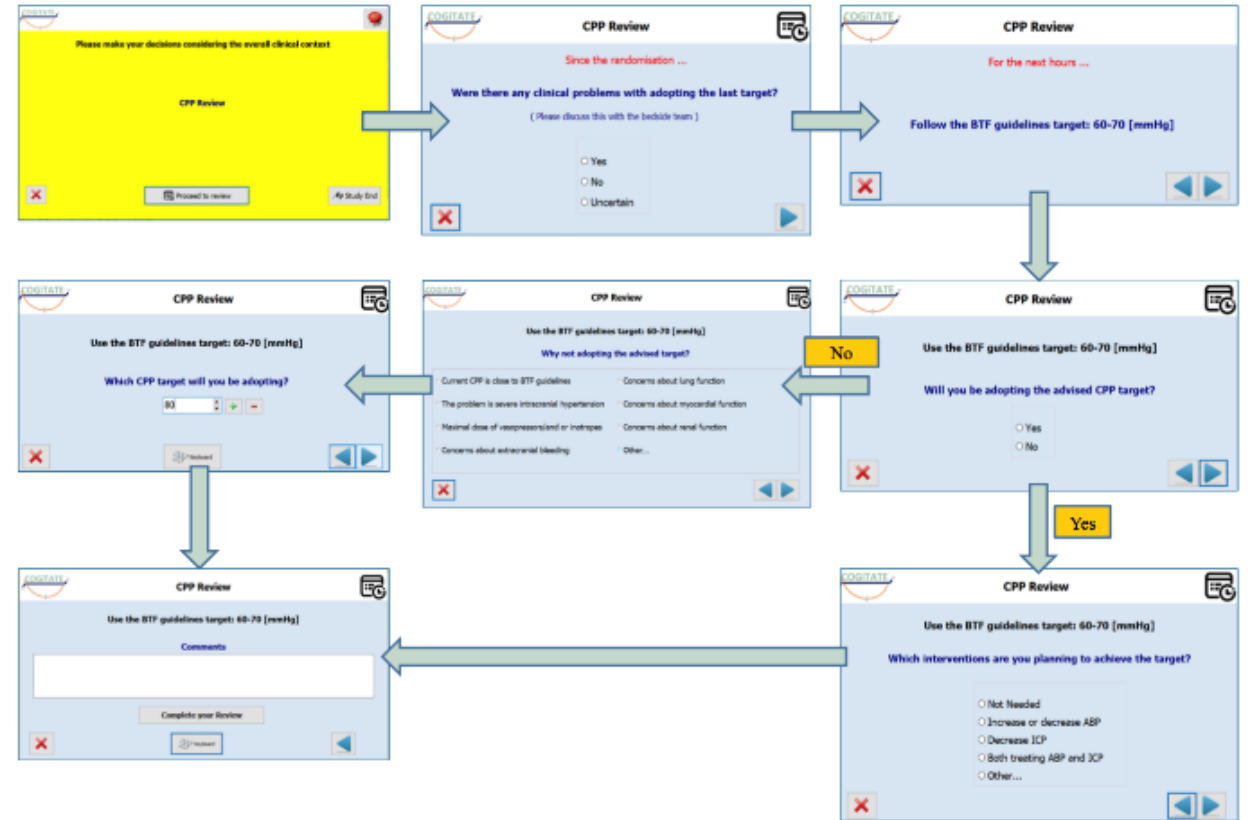 COGITATE
Please make your decisions considering the overall clinical context
CPP Review
Proceed to review
Study End
COGITATE
CPP Review
Since the randomisation ...
Were there any clinical problems with adopting the last target?
( Please discuss this with the bedside team )
Yes
No
Uncertain
COGITATE
CPP Review
For the next hours ...
Follow the BTF guidelines target: 60-70 [mmHg]
COGITATE
CPP Review
Use the BTF guidelines target: 60-70 [mmHg]
Will you be adopting the advised CPP target?
Yes
No
No
COGITATE
CPP Review
Use the BTF guidelines target: 60-70 [mmHg]
Why not adopting the advised target?
Current CPP is close to BTF guidelines
Concerns about lung function
The problem is severe intracranial hypertension
Concerns about myocardial function
Maximal dose of vasopressors/and or inotropes
Concerns about renal function
Concerns about extracranial bleeding
Other...
COGITATE
CPP Review
Use the BTF guidelines target: 60-70 [mmHg]
Which CPP target will you be adopting?
80
Keyboard
Yes
COGITATE
CPP Review
Use the BTF guidelines target: 60-70 [mmHg]
Which interventions are you planning to achieve the target?
Not Needed
Increase or decrease ABP
Decrease ICP
Both treating ABP and ICP
Other...
COGITATE
CPP Review
Use the BTF guidelines target: 60-70 [mmHg]
Comments
Complete your Review
Keyboard